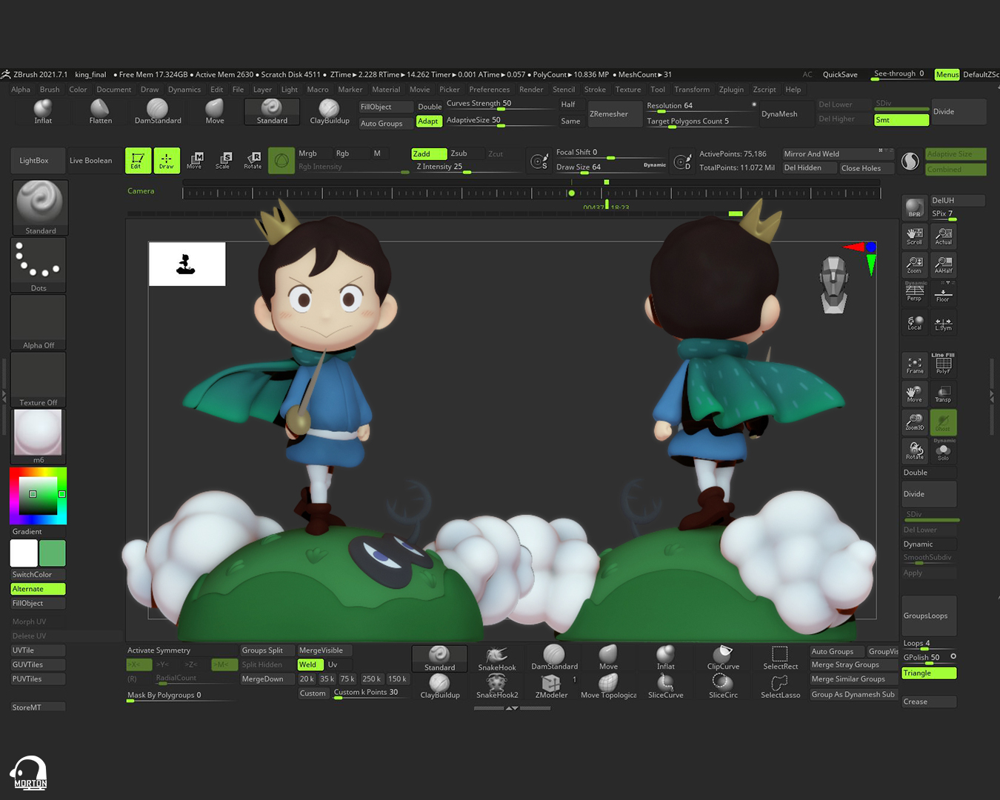 ZBrush 2021.7.1 king_final • Free Mem 17.324GB • Active Mem 2630 • Scratch Disk 4511 • ZTime►2.228 RTime►14.262 Timer►0.001 ATime►0.057 • PolyCount►10.836 MP • MeshCount►31 AC QuickSave See-through 0 Menus DefaultZSc
Alpha Brush Color Document Draw Dynamics Edit File Layer Light Macro Marker Material Movie Picker Preferences Render Stencil Stroke Texture Tool Transform Zplugin Zscript Help
Inflat Flatten DamStandard Move Standard ClayBuildup
FillObject Double Curves Strength 50 Half
Auto Groups Adapt AdaptiveSize 50 Same
ZRemesher
Resolution 64
Target Polygons Count 5
DynaMesh
Del Lower SDiv
Del Higher Smt
Divide
LightBox Live Boolean Edit Draw Move Scale Rotate
Mrgb Rgb M
Rgb Intensity
Zadd Zsub Zcut
Z Intensity 25
S
Focal Shift 0
Draw Size 64 Dynamic
D
ActivePoints: 75,186
TotalPoints: 11.072 Mil
Mirror And Weld
Del Hidden Close Holes
Adaptive Size
Combined
Camera
00437 18:23
Standard
Dots
Alpha Off
Texture Off
m6
Gradient
SwitchColor
Alternate
FillObject
Morph UV
Delete UV
UVTile
GUVTiles
PUVTiles
StoreMT
BPR
DelUH
SPix 7
Scroll Actual
Zoom AAHalf
Dynamic
Persp Floor
Local L.Sym
Line Fill
Frame PolyF
Move Transp
Zoom3D Ghost
Dynamic
Rotate Solo
Double
Divide
SDiv
Del Lower
Dynamic
SmoothSubdiv
Apply
GroupsLoops
Loops 4
GPolish 50
Triangle
Crease
Activate Symmetry
>X< >Y< >Z< >M<
(R) RadialCount
Mask By Polygroups 0
Groups Split MergeVisible
Split Hidden Weld Uv
MergeDown 20 k 35 k 75 k 250 k 150 k
Custom Custom k Points 30
Standard SnakeHook DamStandard Move Inflat ClipCurve SelectRect
1
ClayBuildup SnakeHook2 ZModeler Move Topologica SliceCurve SliceCirc SelectLasso
Auto Groups GroupVis
Merge Stray Groups
Merge Similar Groups
Group As Dynamesh Sub
MORTON